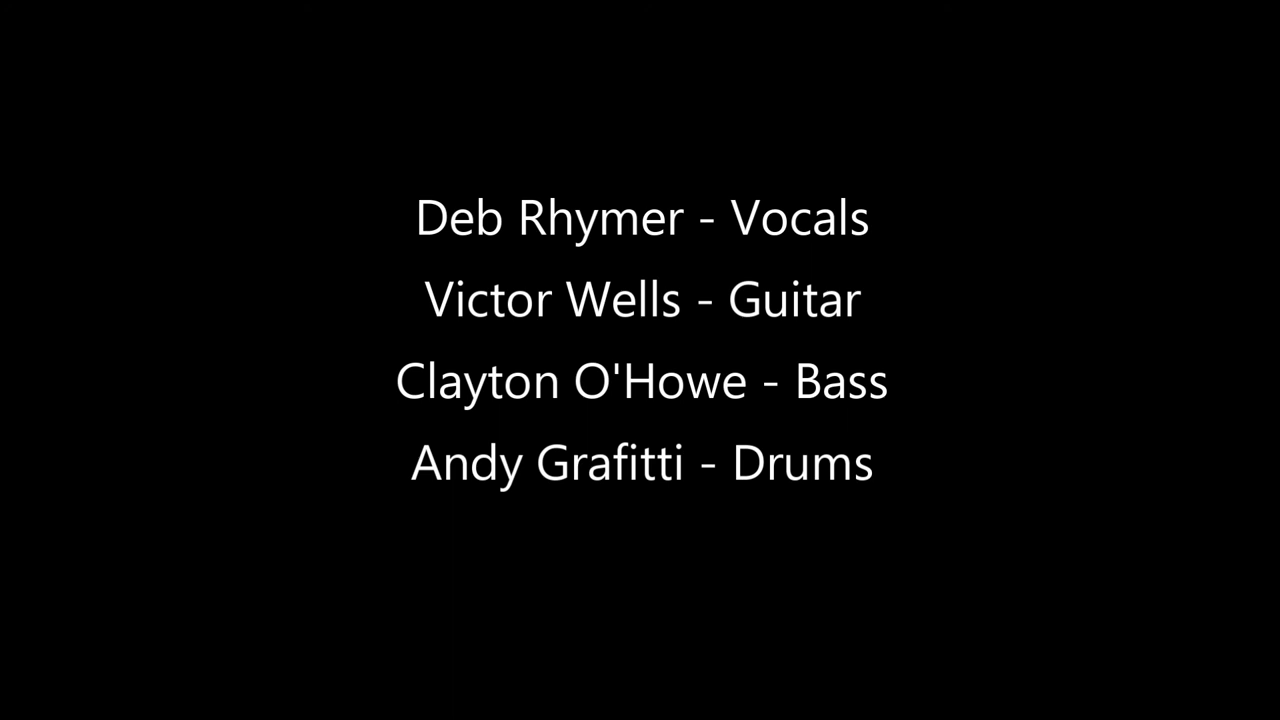 Deb Rhymer - Vocals
Victor Wells - Guitar
Clayton O'Howe - Bass
Andy Grafitti - Drums